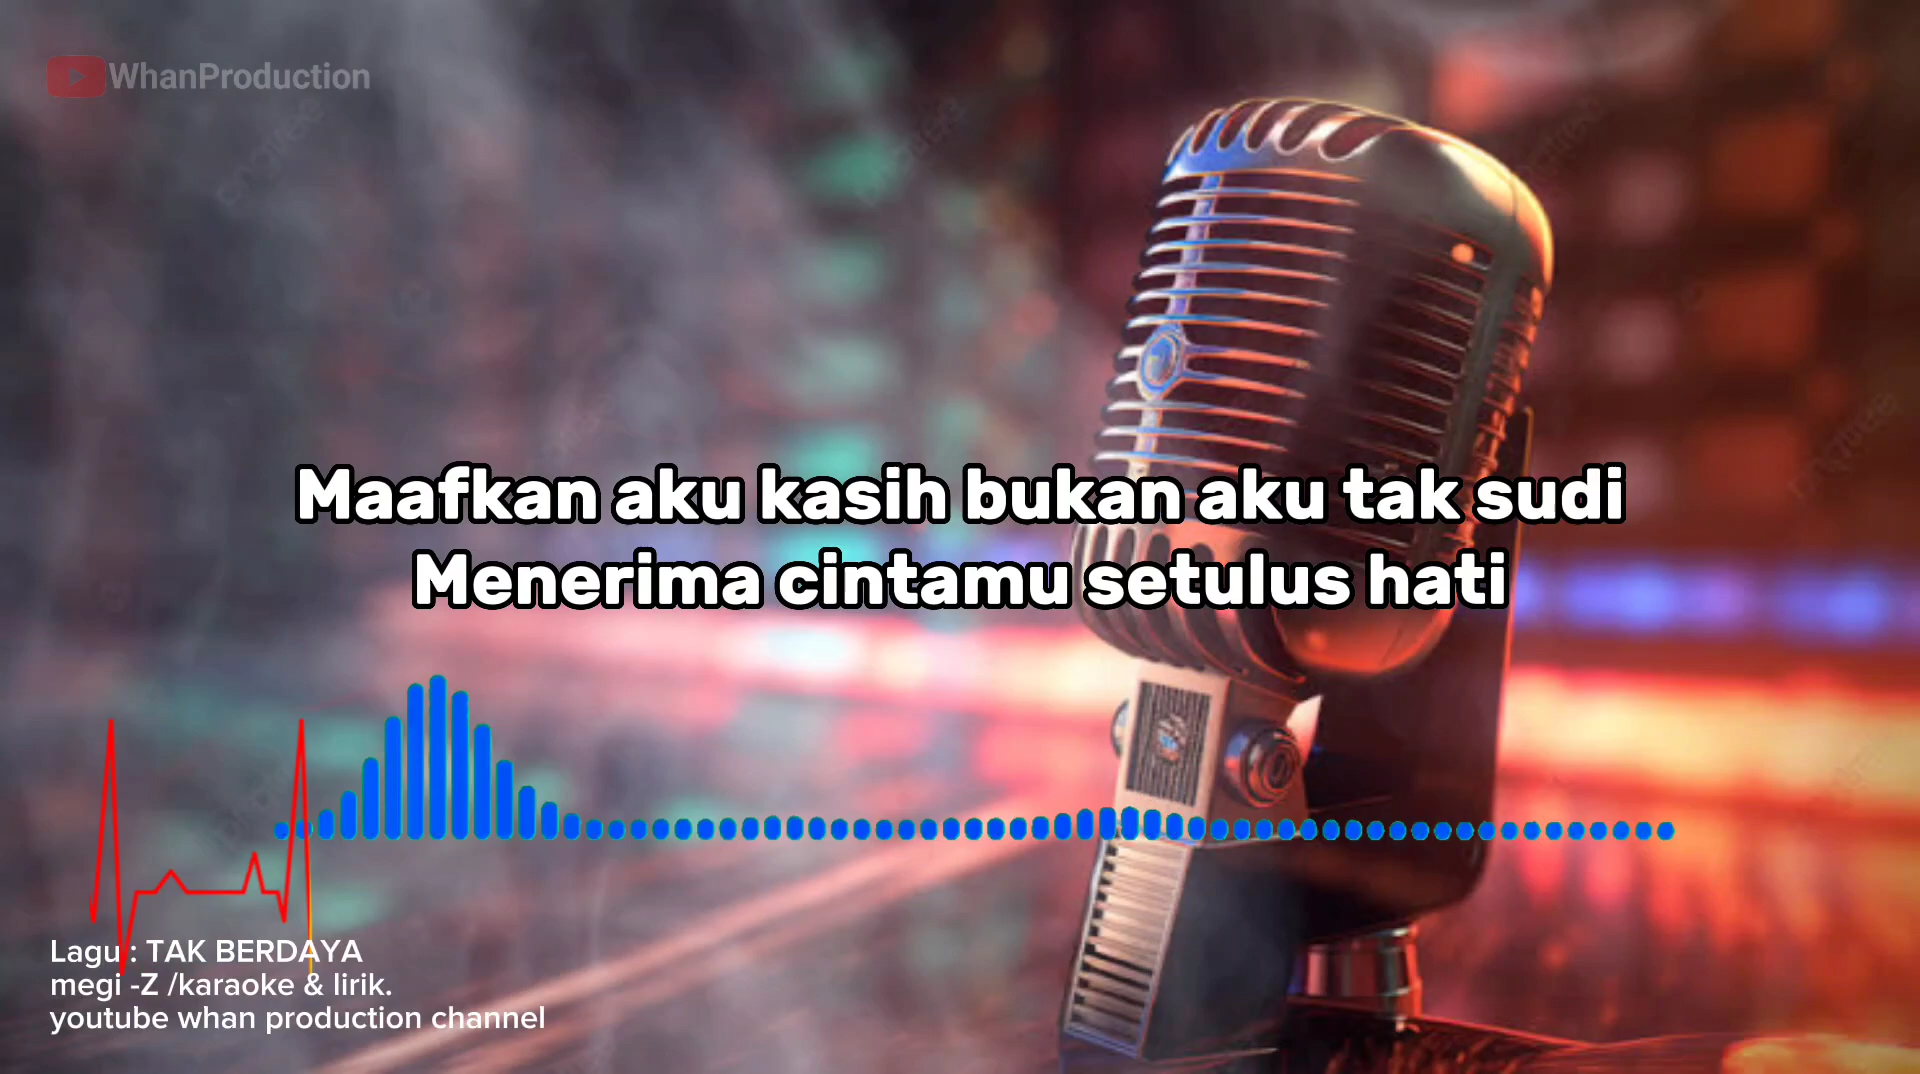 WhanProduction
Maafkan aku kasih bukan aku tak sudi
Menerima cintamu setulus hati
Lagu : TAK BERDAYA
megi -Z /karaoke & lirik.
youtube whan production channel